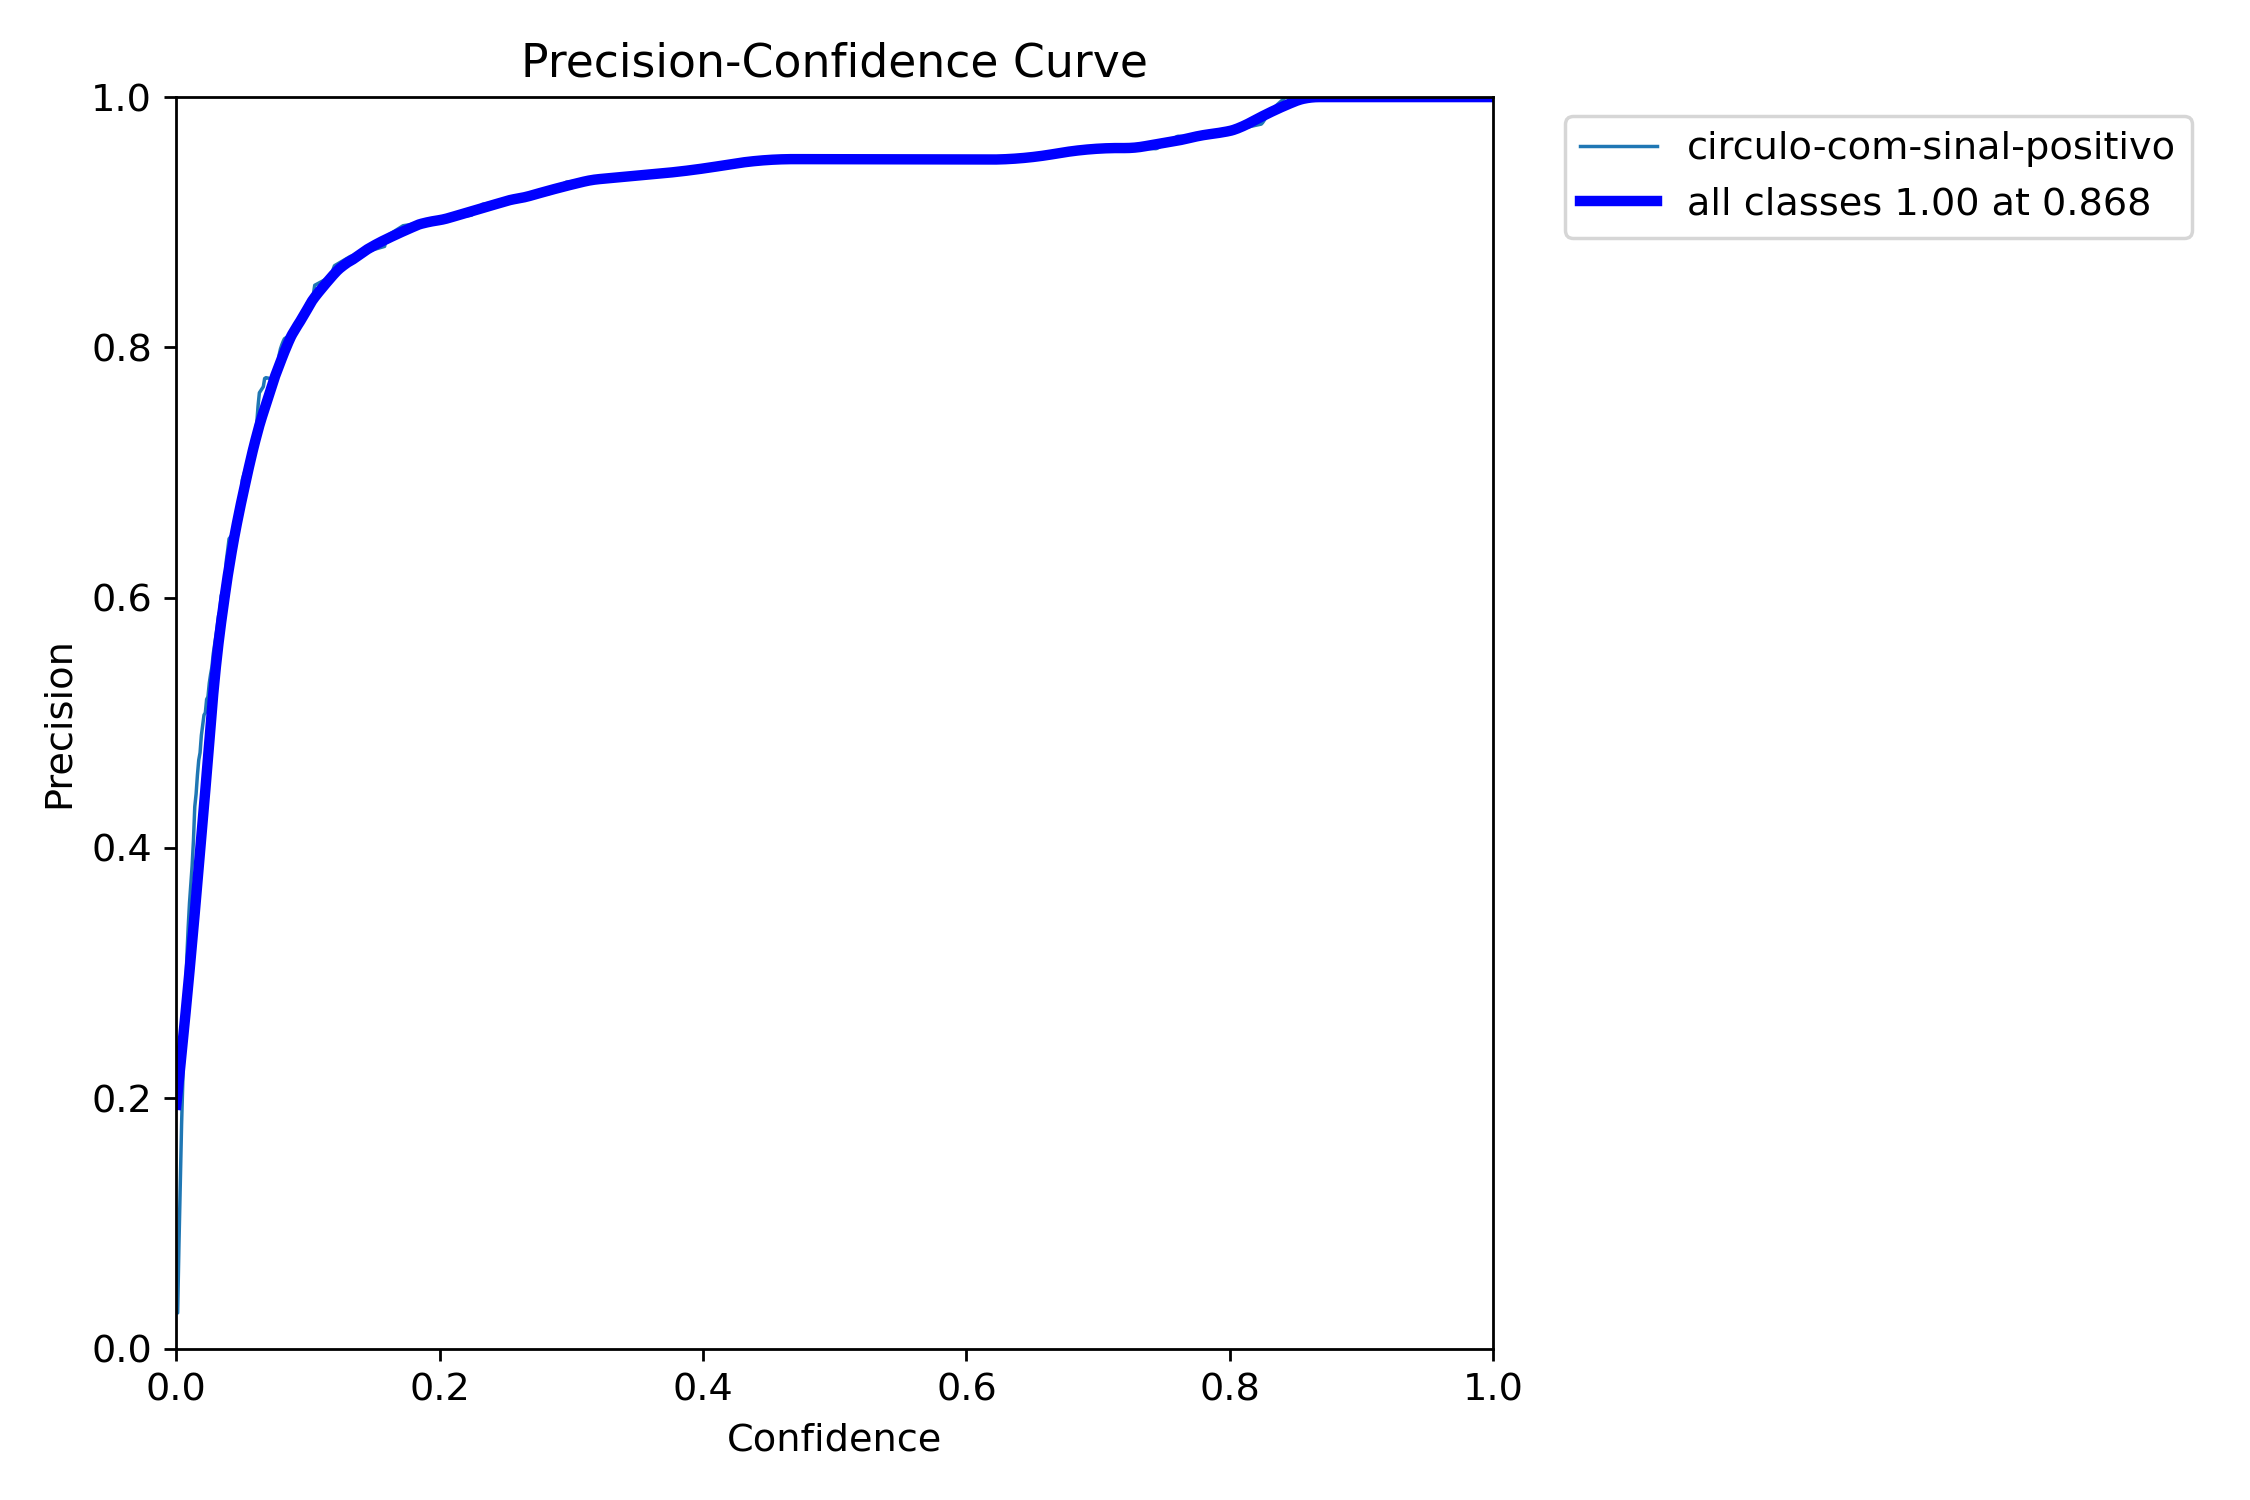 Precision-Confidence Curve
1.0
0.8
0.6
0.4
0.2
0.0
Precision
0.0 0.2 0.4 0.6 0.8 1.0
Confidence
circulo-com-sinal-positivo
all classes 1.00 at 0.868